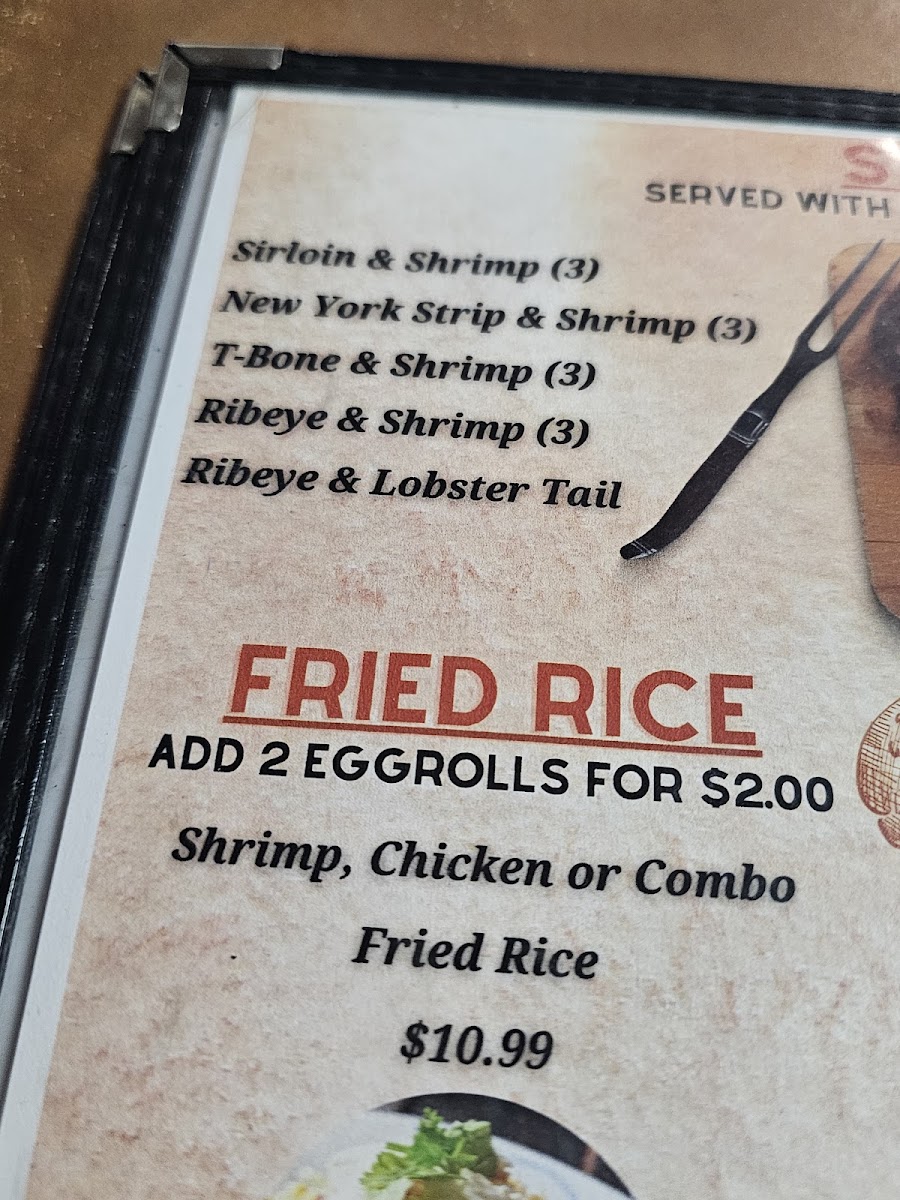 SERVED WITH
Sirloin & Shrimp (3)
New York Strip & Shrimp (3)
T-Bone & Shrimp (3)
Ribeye & Shrimp (3)
Ribeye & Lobster Tail
FRIED RICE
ADD 2 EGGROLLS FOR $2.00
Shrimp, Chicken or Combo
Fried Rice
$10.99